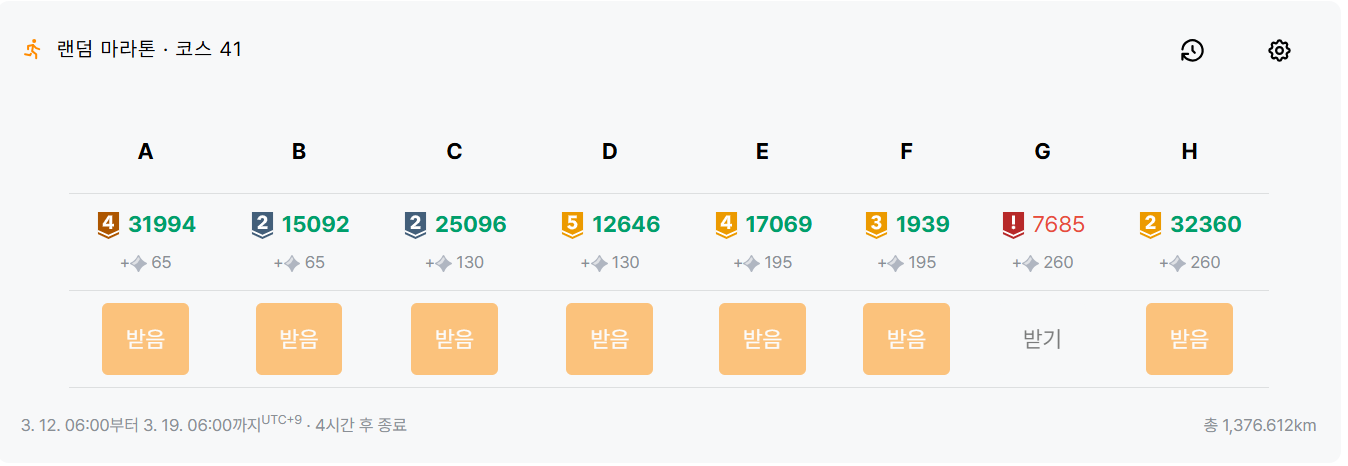 랜덤 마라톤 · 코스 41
A B C D E F G H
4 31994 2 15092 2 25096 5 12646 4 17069 3 1939 ! 7685 2 32360
+65 +65 +130 +130 +195 +195 +260 +260
받음 받음 받음 받음 받음 받음 받기 받음
3. 12. 06:00부터 3. 19. 06:00까지UTC+9 · 4시간 후 종료 총 1,376.612km